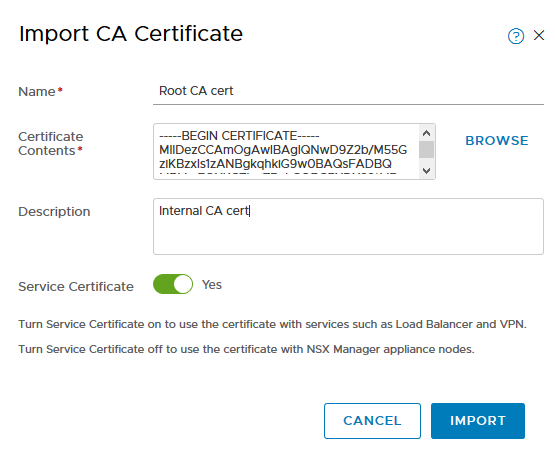 Import CA Certificate
Name*
Root CA cert
Certificate Contents*
-----BEGIN CERTIFICATE-----
MIIDezCCAmOgAwIBAgIQNwD9Z2b/M55G
ziKBzxls1zANBgkqhkiG9w0BAQsFADBQ
BROWSE
Description
Internal CA cert
Service Certificate
Yes
Turn Service Certificate on to use the certificate with services such as Load Balancer and VPN.
Turn Service Certificate off to use the certificate with NSX Manager appliance nodes.
CANCEL
IMPORT